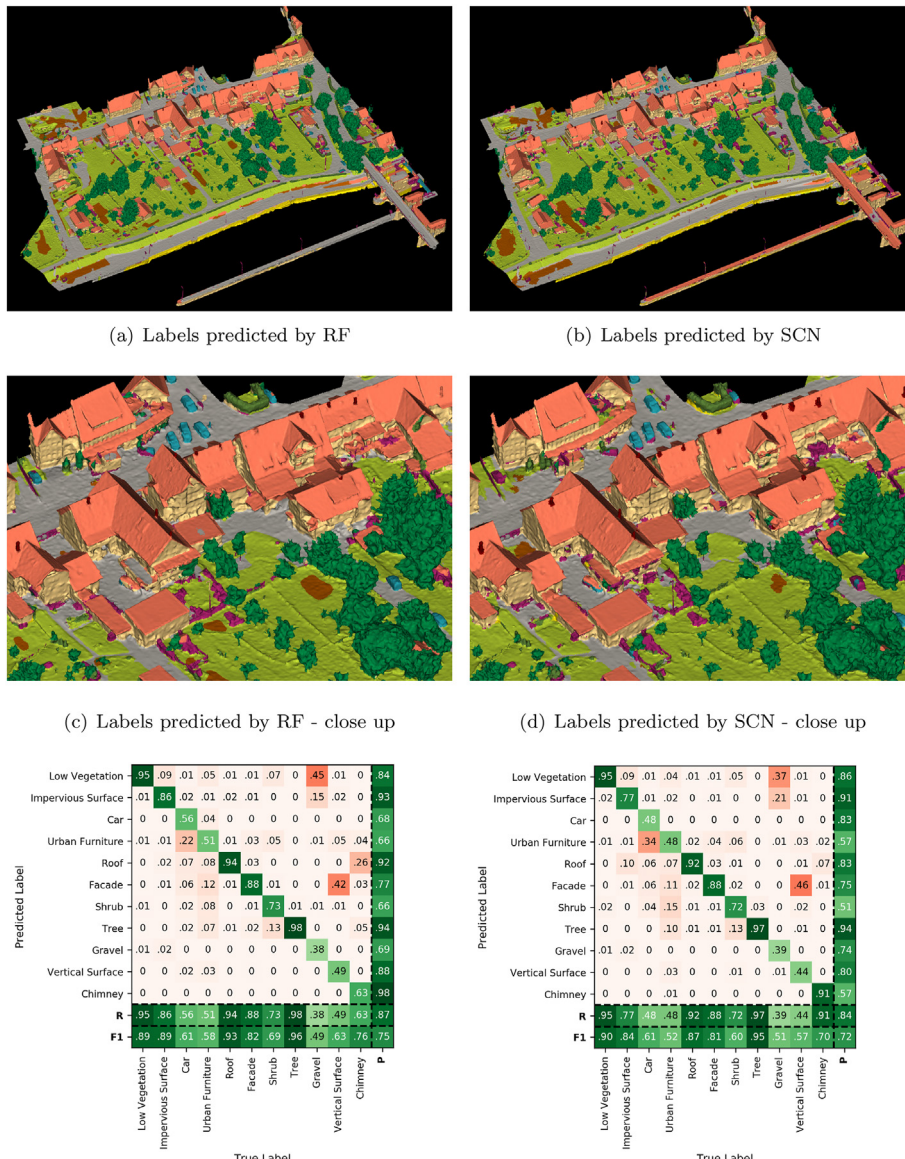 (a) Labels predicted by RF
(b) Labels predicted by SCN
(c) Labels predicted by RF - close up
(d) Labels predicted by SCN - close up
Predicted Label
Low Vegetation .95 .09 .01 .05 .01 .01 .07 0 .45 .01 0 .84
Impervious Surface .01 .86 .02 .01 .02 .01 0 0 .15 .02 0 .93
Car 0 0 .56 .04 0 0 0 0 0 0 0 .68
Urban Furniture .01 .01 .22 .51 .01 .03 .05 0 .01 .05 .04 .66
Roof 0 .02 .07 .08 .94 .03 0 0 0 0 .26 .92
Facade 0 .01 .06 .12 .01 .88 .01 0 0 .42 .03 .77
Shrub .01 0 .02 .08 0 .01 .73 .01 0 0 0 .66
Tree 0 0 .02 .07 .01 .02 .13 .98 0 0 .05 .94
Gravel .01 .02 0 0 0 0 0 0 .38 0 0 .69
Vertical Surface 0 0 .02 .03 0 0 0 0 0 .49 0 .88
Chimney 0 0 0 0 0 0 0 0 0 0 .63 .98
R .95 .86 .56 .51 .94 .88 .73 .98 .38 .49 .63 .87
F1 .89 .89 .61 .58 .93 .82 .69 .96 .49 .63 .76 .75
Low Vegetation
Impervious Surface
Car
Urban Furniture
Roof
Facade
Shrub
Tree
Gravel
Vertical Surface
Chimney
P
True Label
Predicted Label
Low Vegetation .95 .09 .01 .04 .01 .01 .05 0 .37 .01 0 .86
Impervious Surface .02 .77 .01 .02 0 .01 0 0 .21 .01 0 .91
Car 0 0 .48 0 0 0 0 0 0 0 0 .83
Urban Furniture .01 .01 .34 .48 .02 .04 .06 0 .01 .03 .02 .57
Roof 0 .10 .06 .07 .92 .03 .01 0 0 .01 .07 .83
Facade 0 .01 .06 .11 .02 .88 .02 0 0 .46 .01 .75
Shrub .02 0 .04 .15 0 .01 .72 .03 .02 0 0 .51
Tree 0 0 0 .10 .01 .01 .13 .97 0 0 0 .94
Gravel .01 .02 0 0 0 0 0 0 .39 0 0 .74
Vertical Surface 0 0 0 .03 0 .01 0 0 .01 .44 0 .80
Chimney 0 0 0 0 0 0 0 0 0 0 .91 .57
R .95 .77 .48 .48 .92 .88 .72 .97 .39 .44 .91 .84
F1 .90 .84 .61 .52 .87 .81 .60 .95 .51 .57 .70 .72
Low Vegetation
Impervious Surface
Car
Urban Furniture
Roof
Facade
Shrub
Tree
Gravel
Vertical Surface
Chimney
P
True Label